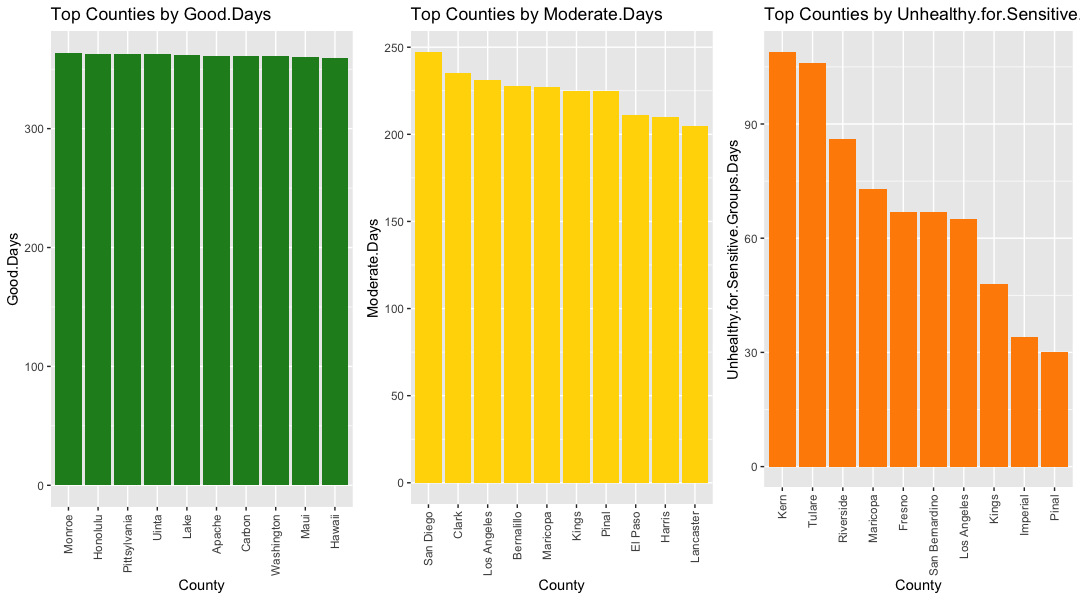 Top Counties by Good.Days
Good.Days
300
200
100
0
Monroe
Honolulu
Pittsylvania
Uinta
Lake
Apache
Carbon
Washington
Maui
Hawaii
County
Top Counties by Moderate.Days
Moderate.Days
250
200
150
100
50
0
San Diego
Clark
Los Angeles
Bernalillo
Maricopa
Kings
Pinal
El Paso
Harris
Lancaster
County
Top Counties by Unhealthy.for.Sensitive.
Unhealthy.for.Sensitive.Groups.Days
90
60
30
0
Kern
Tulare
Riverside
Maricopa
Fresno
San Bernardino
Los Angeles
Kings
Imperial
Pinal
County